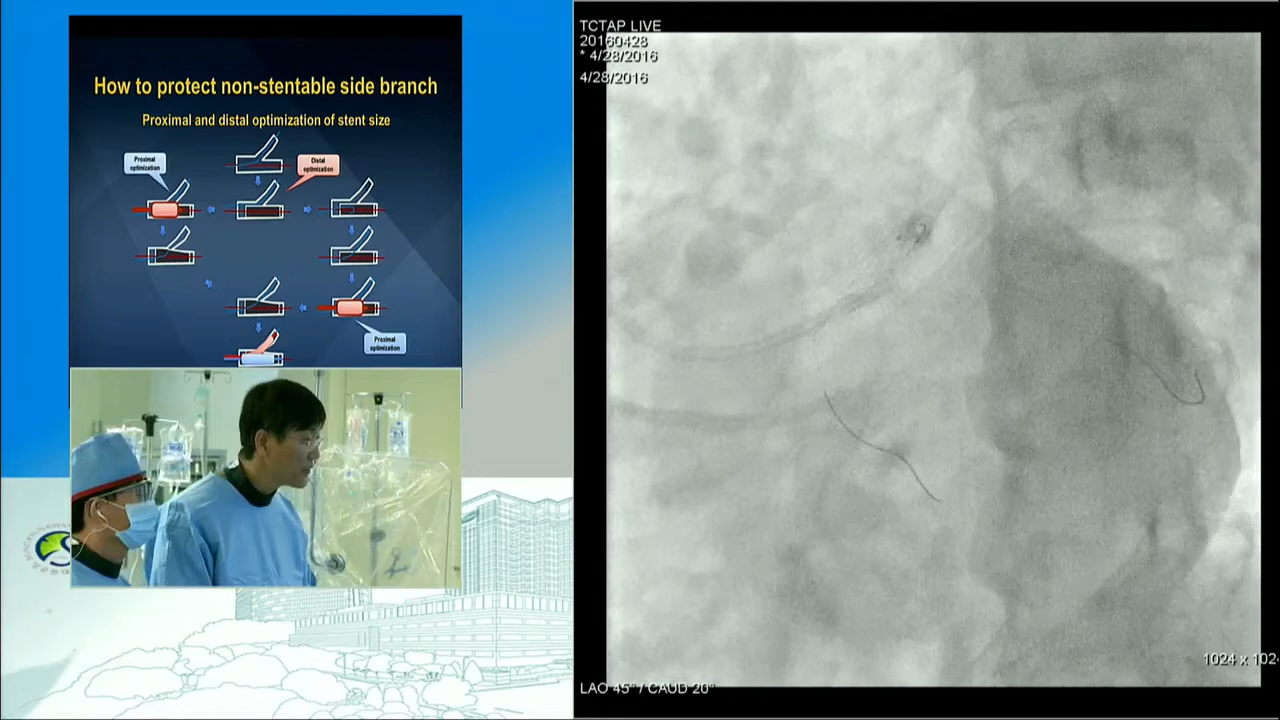 How to protect non-stentable side branch
Proximal and distal optimization of stent size
Proximal
optimization
Distal
optimization
Proximal
optimization
TCTAP LIVE
20160428
* 4/28/2016
4/28/2016
1024 x 102
LAO 45° / CAUD 20°